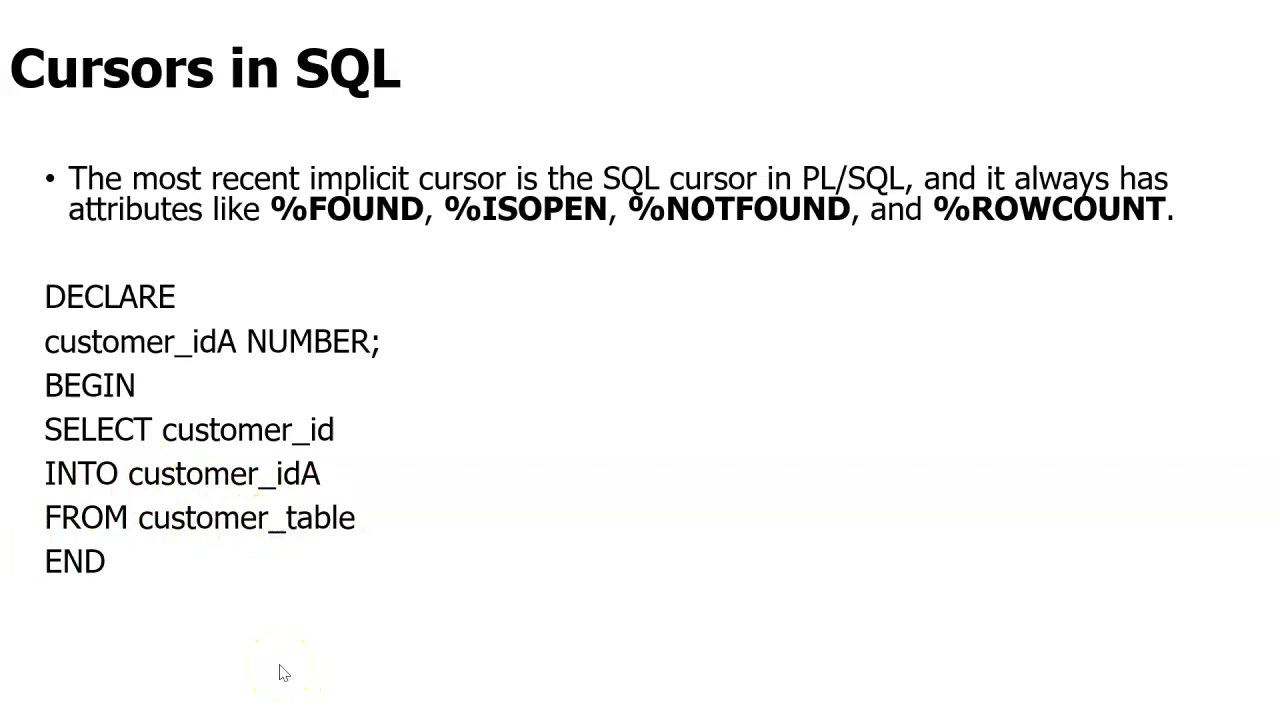 Cursors in SQL
• The most recent implicit cursor is the SQL cursor in PL/SQL, and it always has
attributes like %FOUND, %ISOPEN, %NOTFOUND, and %ROWCOUNT.
DECLARE
customer_idA NUMBER;
BEGIN
SELECT customer_id
INTO customer_idA
FROM customer_table
END